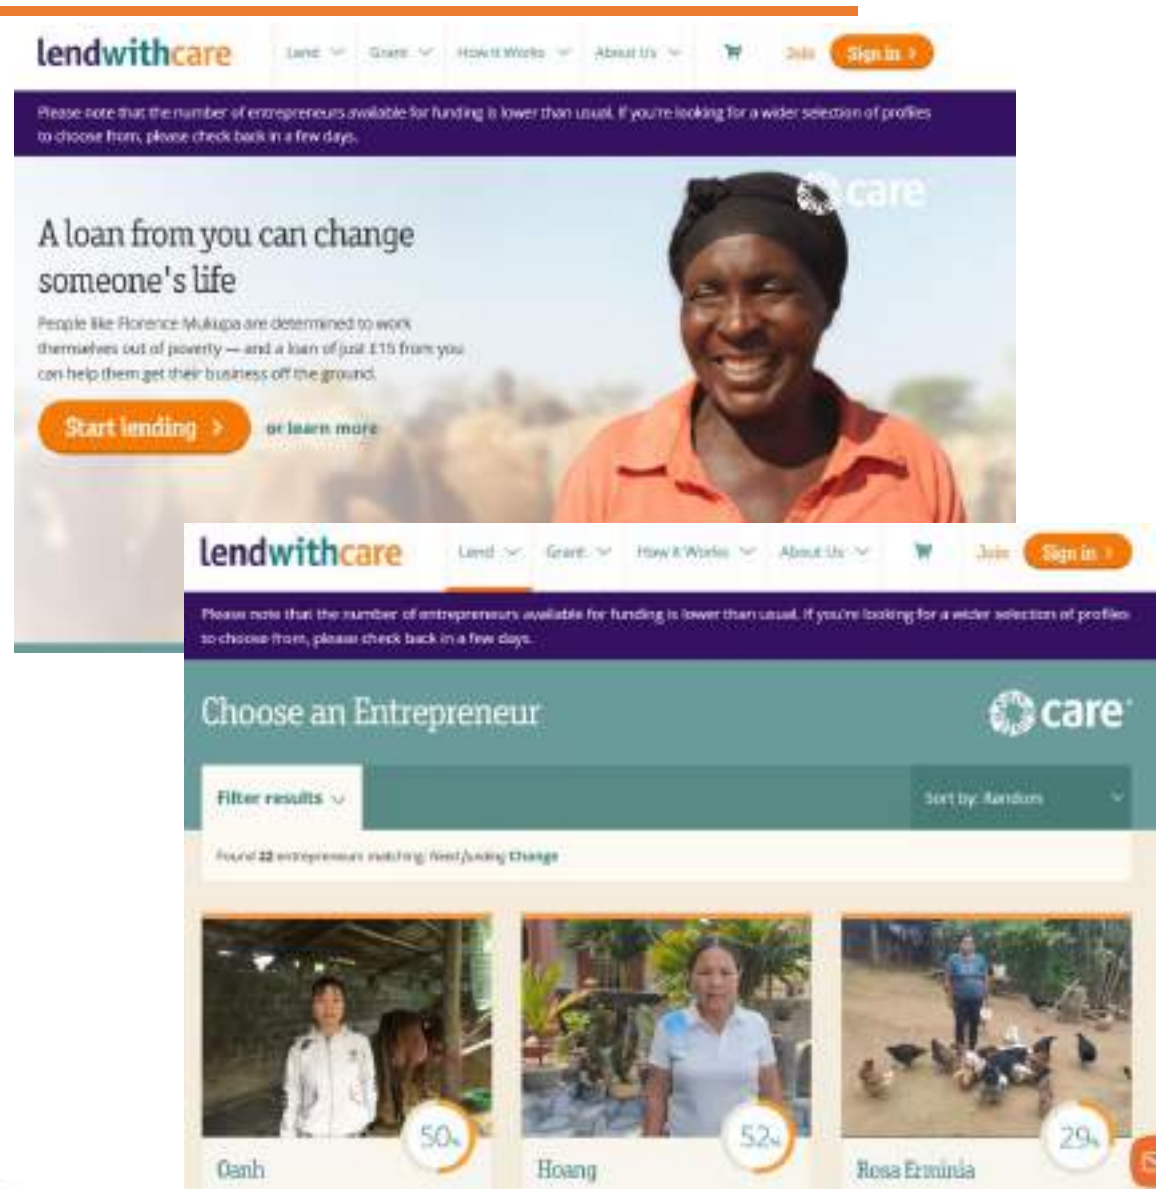 lendwithcare
Lend
Grant
How it Works
About Us
Join
Sign in
Please note that the number of entrepreneurs available for funding is lower than usual. If you're looking for a wider selection of profiles
to choose from, please check back in a few days.
care
A loan from you can change
someone's life
People like Florence Mukupa are determined to work
themselves out of poverty — and a loan of just £15 from you
can help them get their business off the ground.
Start lending
or learn more
lendwithcare
Lend
Grant
How it Works
About Us
Join
Sign in
Please note that the number of entrepreneurs available for funding is lower than usual. If you're looking for a wider selection of profiles
to choose from, please check back in a few days.
Choose an Entrepreneur
care
Filter results
Sort by: Random
Found 22 entrepreneurs matching: Need funding Change
50%
52%
29%
Oanh
Hoang
Rosa Erminia